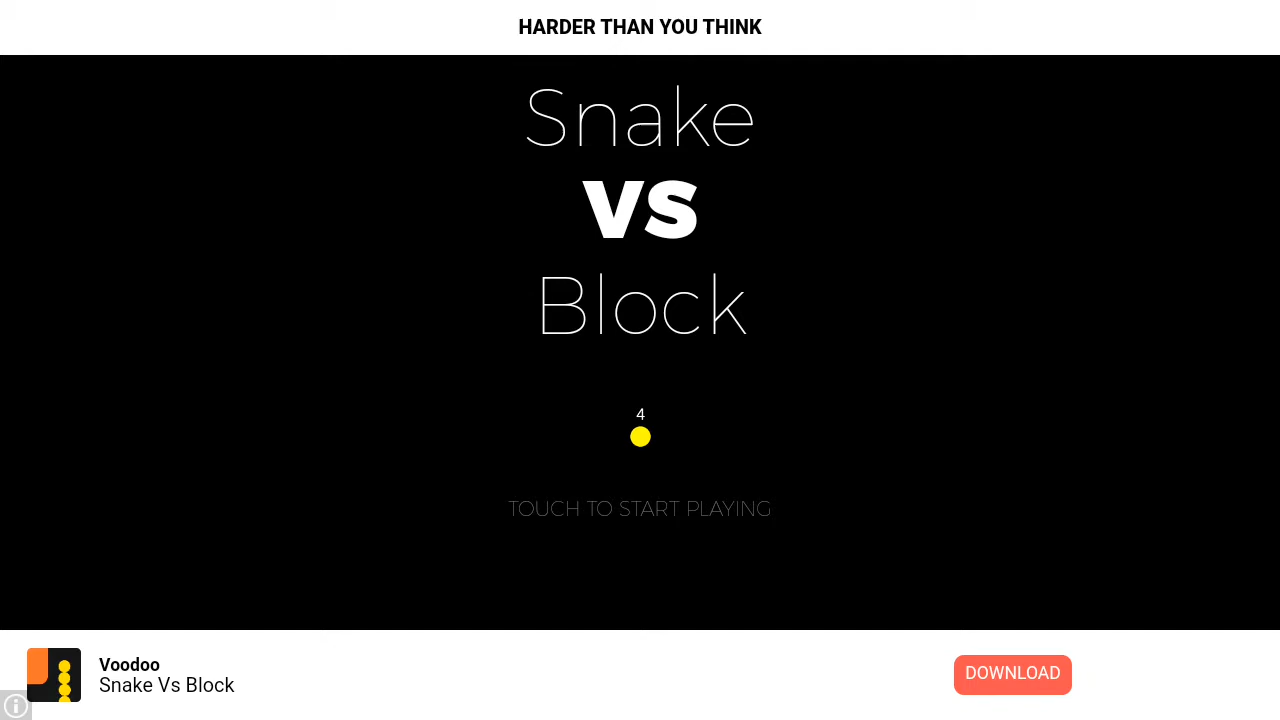 HARDER THAN YOU THINK
Snake
VS
Block
4
TOUCH TO START PLAYING
Voodoo
Snake Vs Block
DOWNLOAD